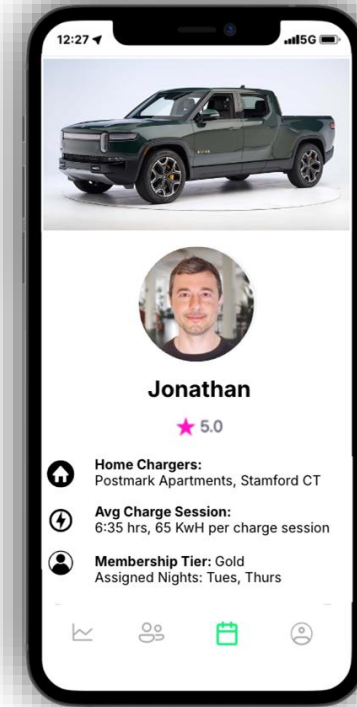 12:27
5G
Jonathan
5.0
Home Chargers:
Postmark Apartments, Stamford CT
Avg Charge Session:
6:35 hrs, 65 KwH per charge session
Membership Tier: Gold
Assigned Nights: Tues, Thurs